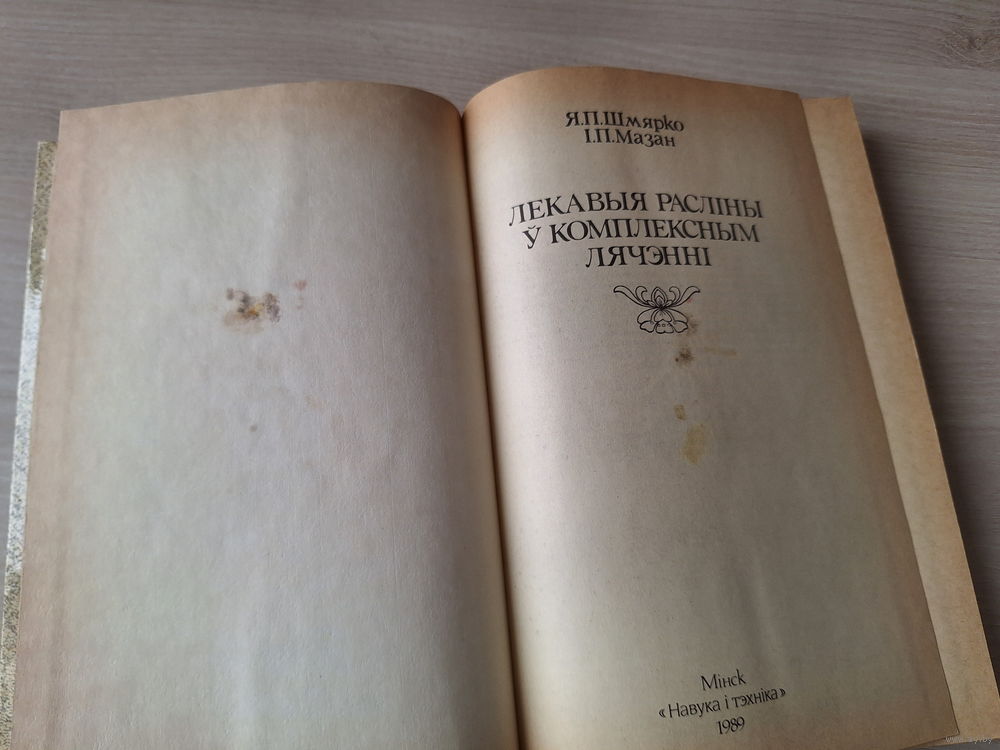 Я.П.Шмярко
І.П.Мазан
ЛЕКАВЫЯ РАСЛІНЫ
Ў КОМПЛЕКСНЫМ
ЛЯЧЭННІ
Мінск
«Навука і тэхніка»
1989